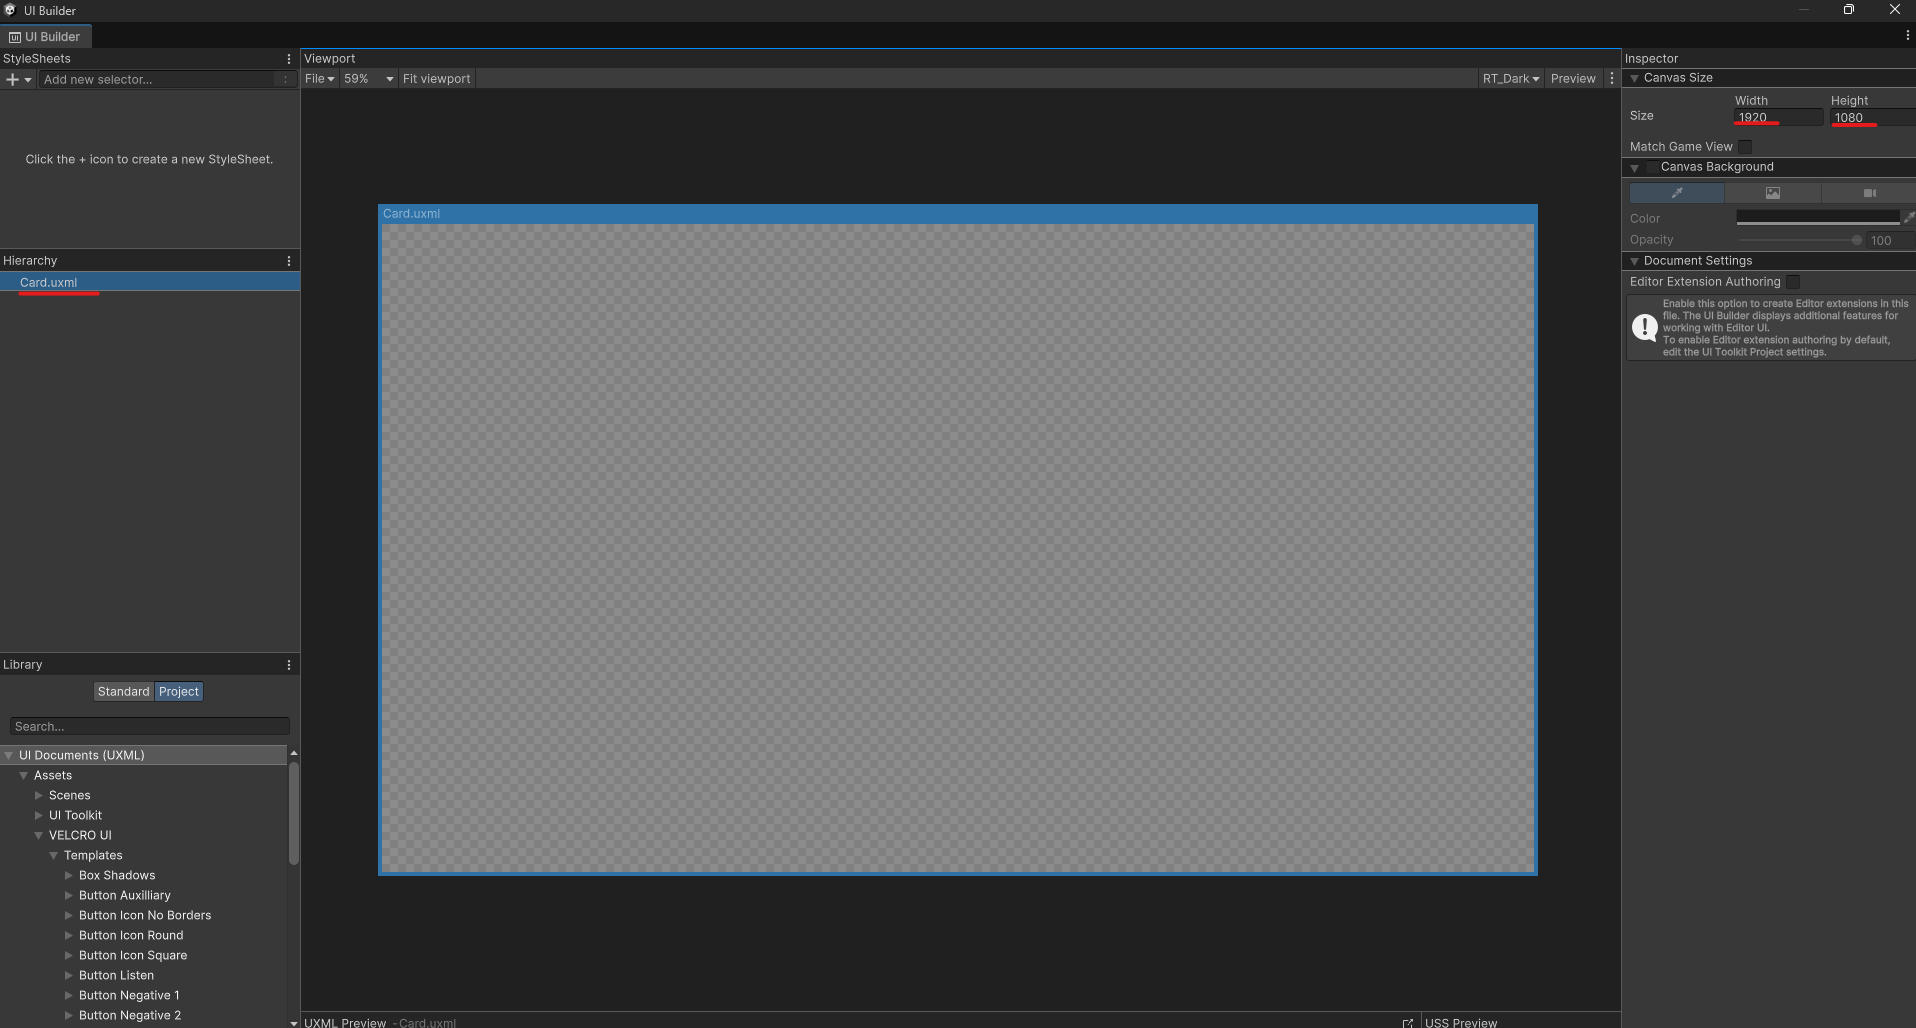 UI Builder
UI Builder
StyleSheets
Add new selector...
Click the + icon to create a new StyleSheet.
Hierarchy
Card.uxml
Library
Standard Project
Search...
UI Documents (UXML)
Assets
Scenes
UI Toolkit
VELCRO UI
Templates
Box Shadows
Button Auxilliary
Button Icon No Borders
Button Icon Round
Button Icon Square
Button Listen
Button Negative 1
Button Negative 2
Viewport
File 59% Fit viewport RT_Dark Preview
Card.uxml
UXML Preview - Card.uxml
USS Preview
Inspector
Canvas Size
Width Height
Size 1920 1080
Match Game View
Canvas Background
Color
Opacity 100
Document Settings
Editor Extension Authoring
Enable this option to create Editor extensions in this
file. The UI Builder displays additional features for
working with Editor UI.
To enable Editor extension authoring by default,
edit the UI Toolkit Project settings.